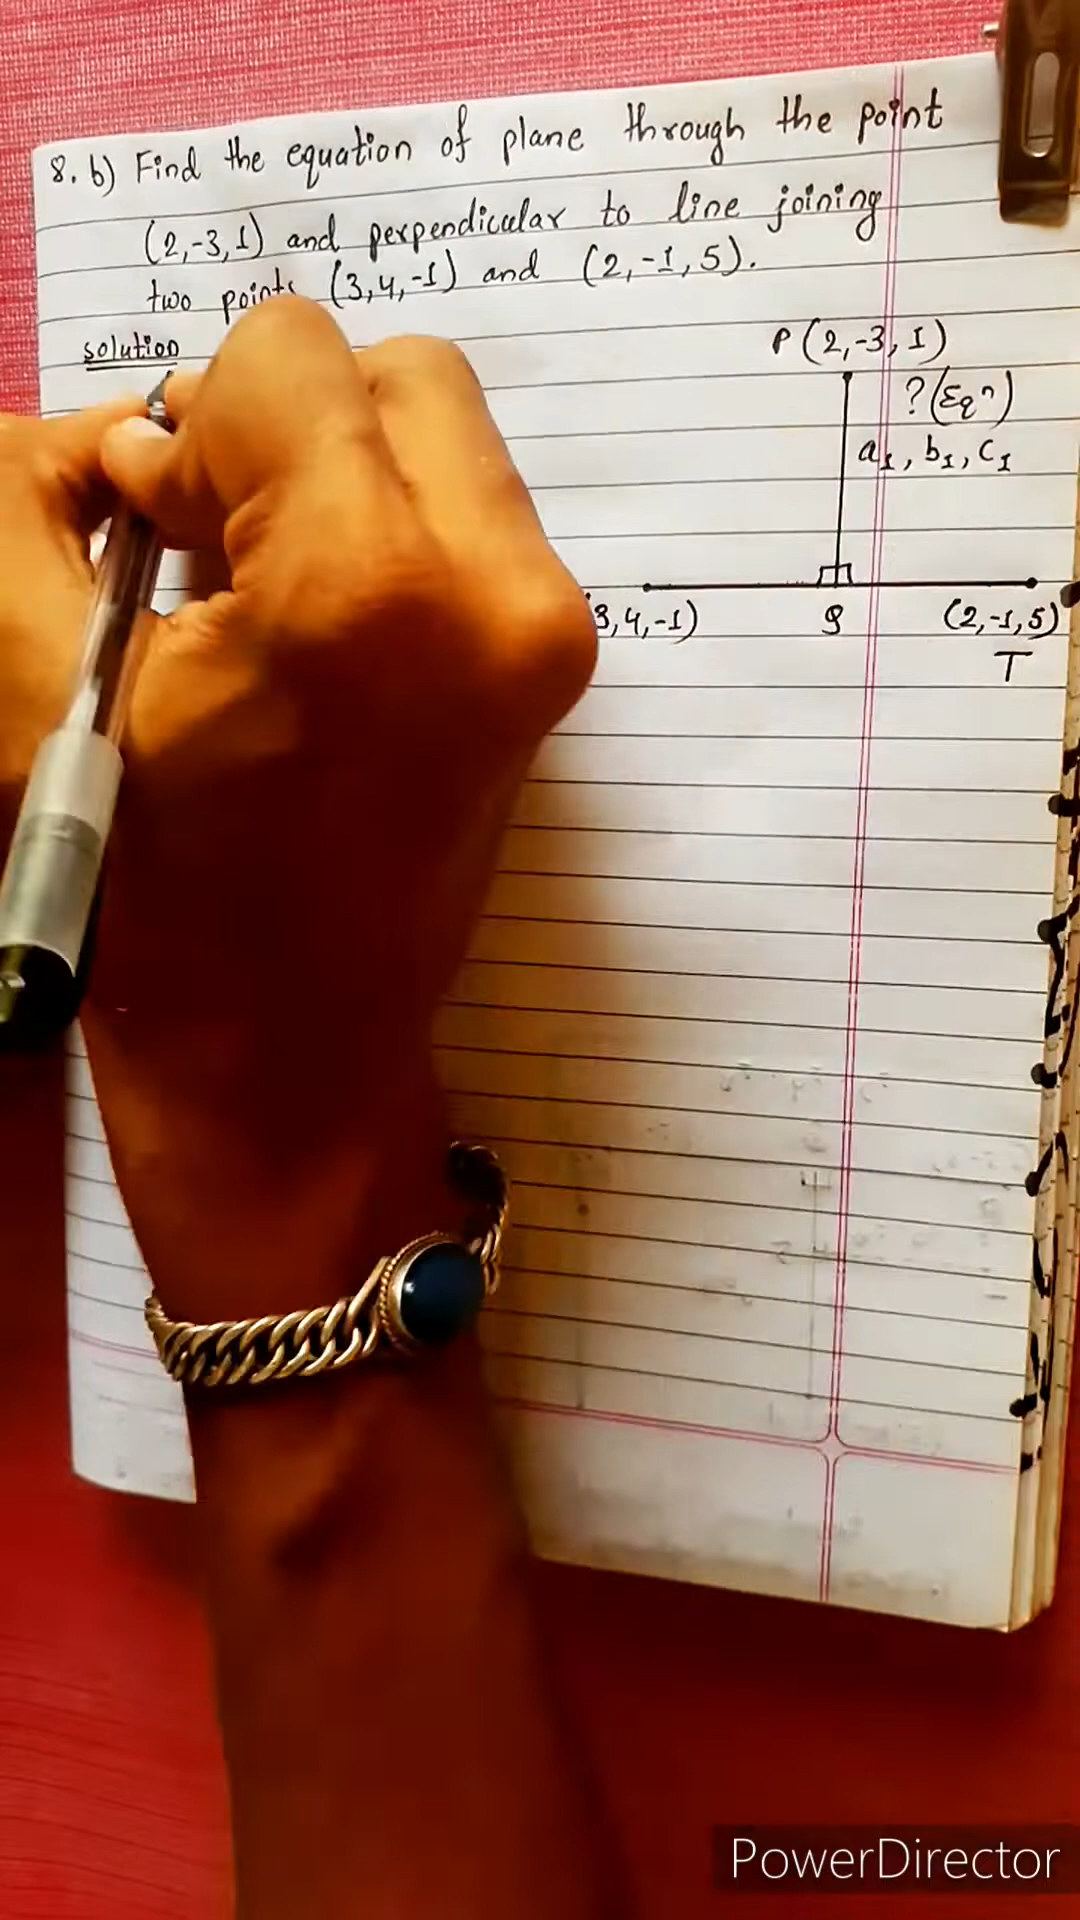 8. b) Find the equation of plane through the point
(2,-3,1) and perpendicular to line joining
two points (3,4,-1) and (2,-1,5).
solution
P (2,-3,1)
? (Eqⁿ)
a₁, b₁, c₁
3,4,-1)
(2,-1,5)
T
PowerDirector